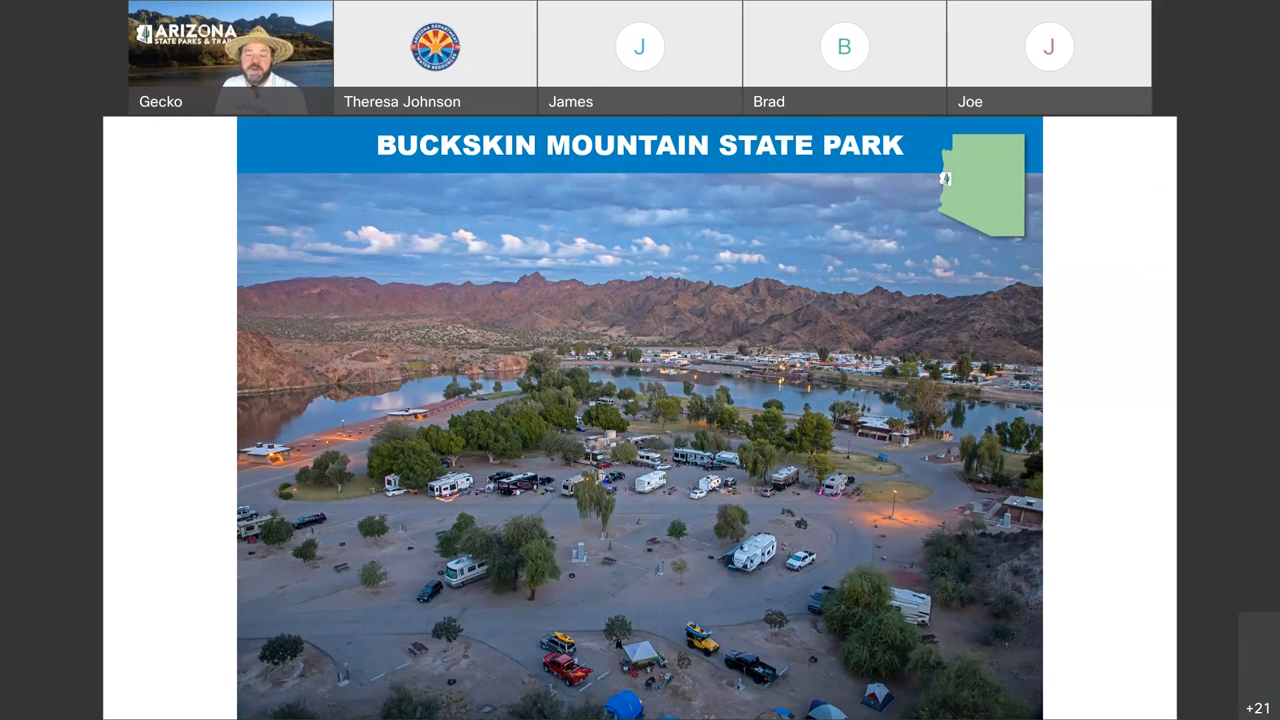 ARIZONA
STATE PARKS & TRAILS
Gecko
Theresa Johnson
J
James
B
Brad
J
Joe
BUCKSKIN MOUNTAIN STATE PARK
+21